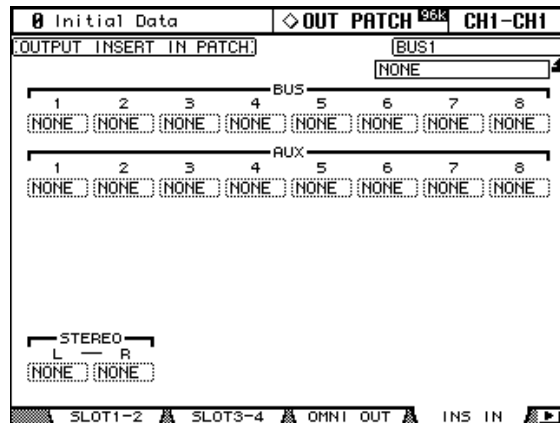 0 Initial Data ◇OUT PATCH 96k CH1-CH1
OUTPUT INSERT IN PATCH BUS1
NONE
BUS
1 2 3 4 5 6 7 8
NONE NONE NONE NONE NONE NONE NONE NONE
AUX
1 2 3 4 5 6 7 8
NONE NONE NONE NONE NONE NONE NONE NONE
STEREO
L — R
NONE NONE
SLOT1-2 SLOT3-4 OMNI OUT INS IN